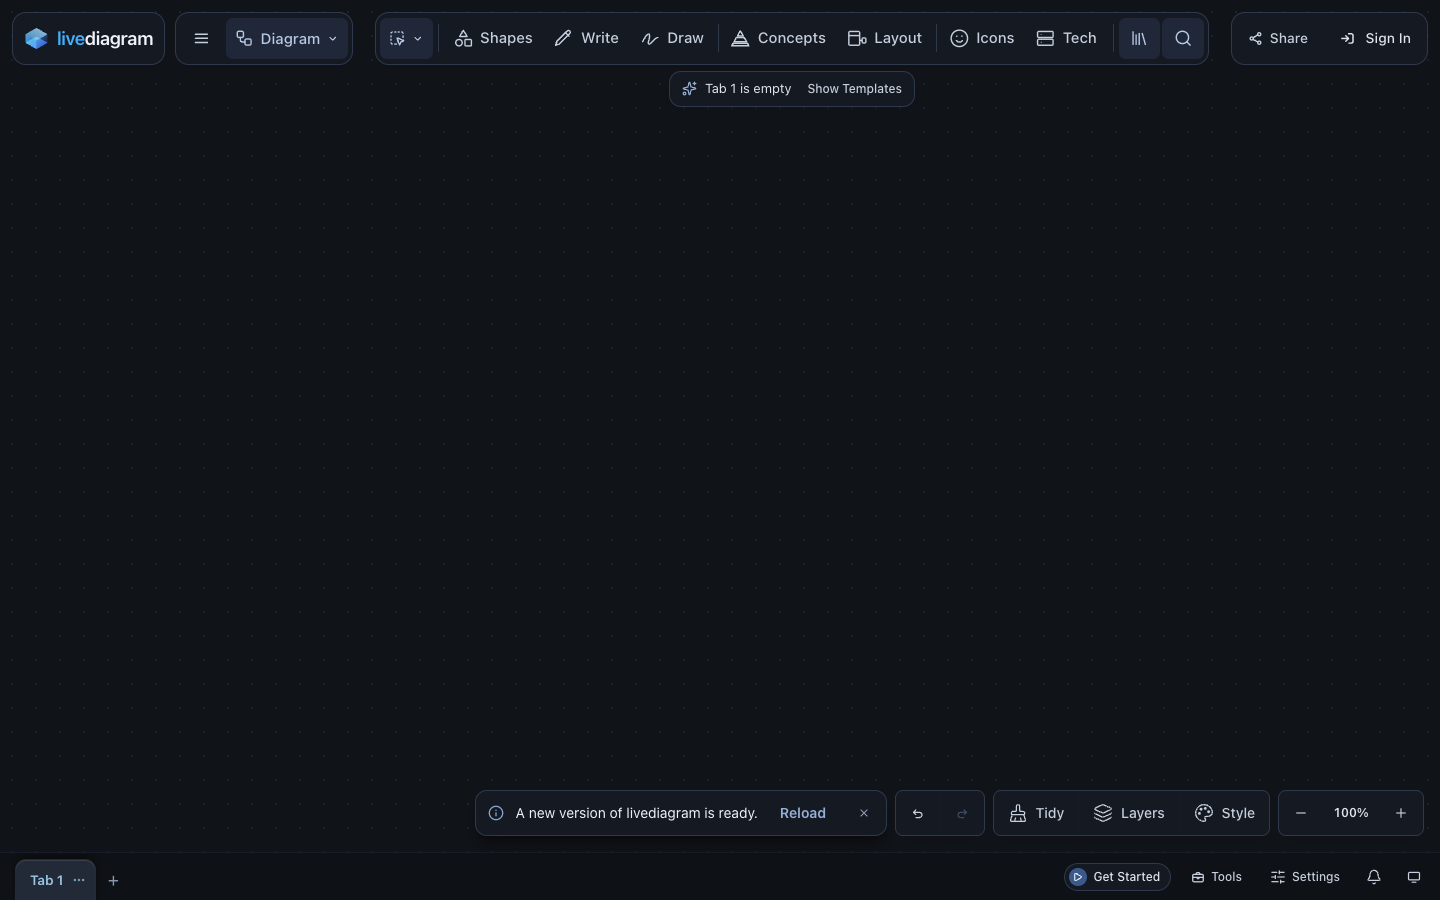 livediagram
Diagram
Shapes
Write
Draw
Concepts
Layout
Icons
Tech
Share
Sign In
Tab 1 is empty
Show Templates
A new version of livediagram is ready.
Reload
Tidy
Layers
Style
100%
Tab 1
Get Started
Tools
Settings